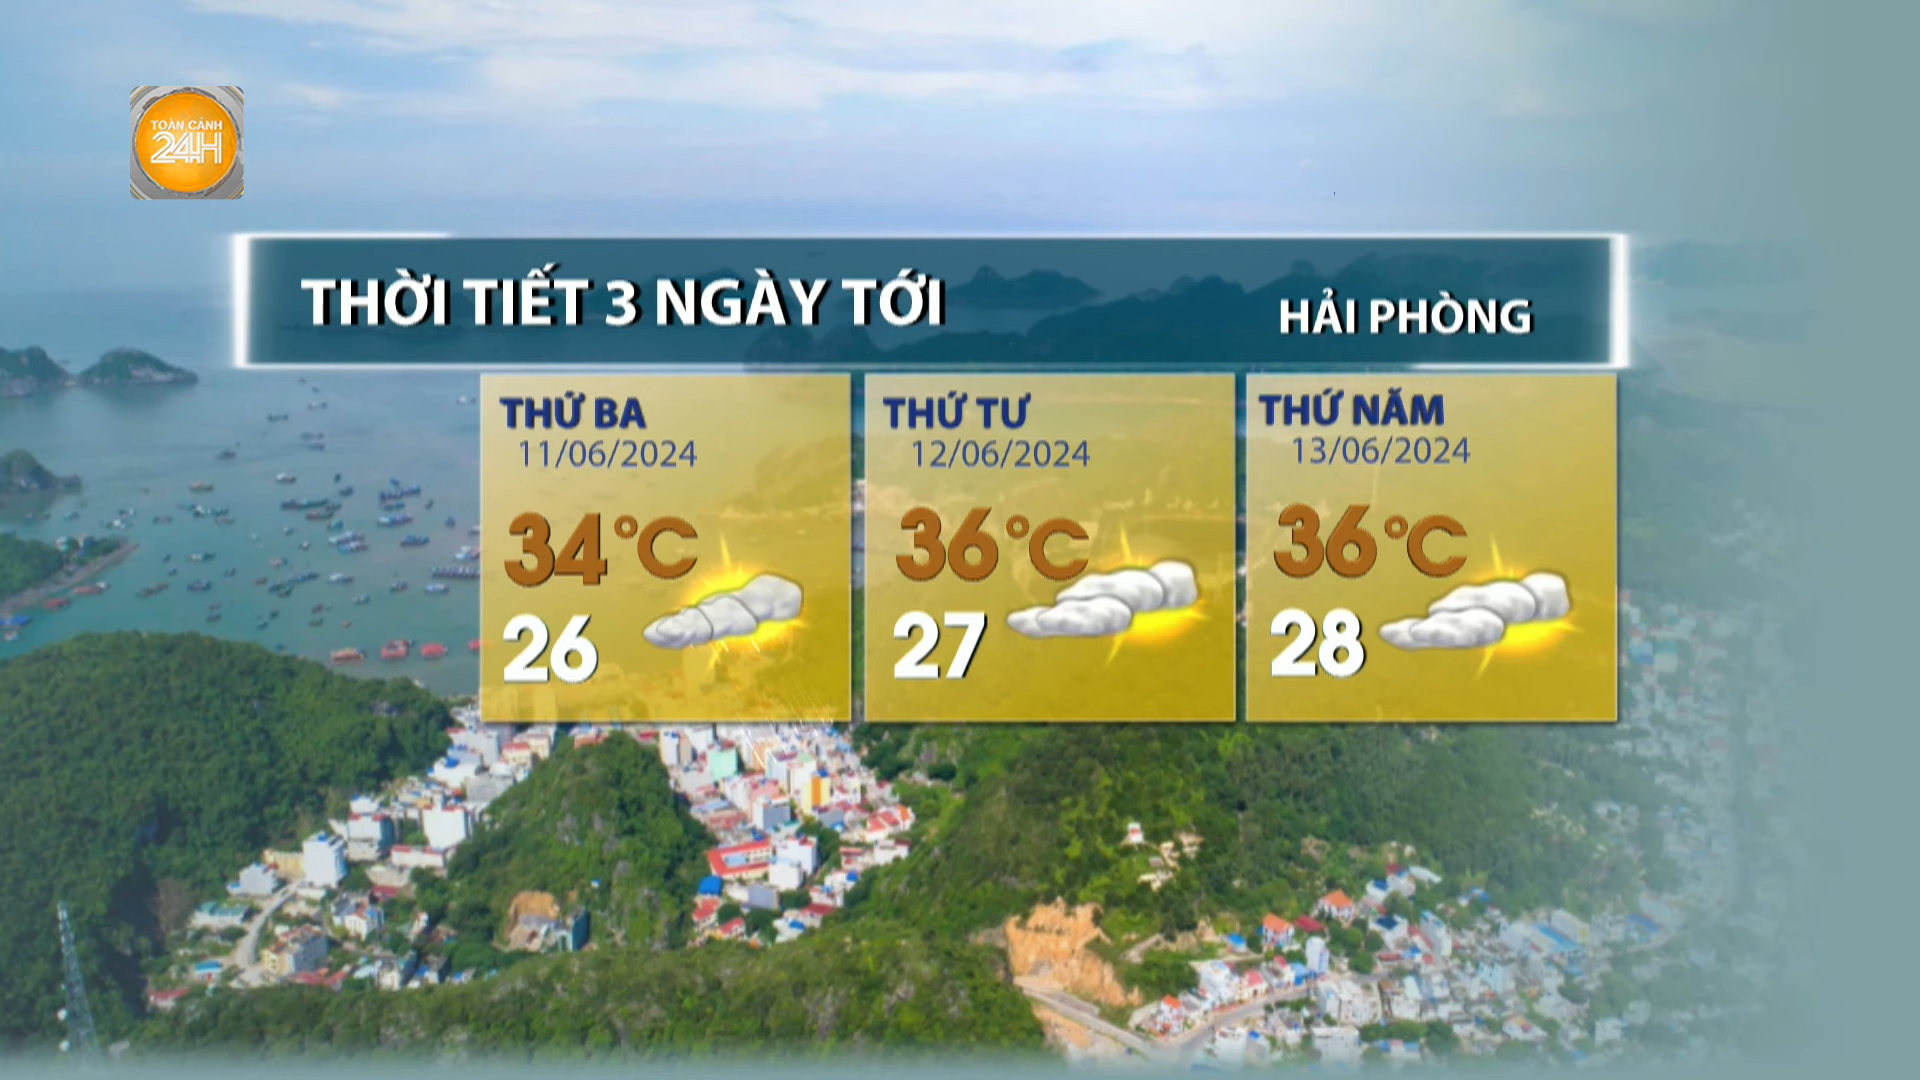 TOÀN CẢNH
24H
THỜI TIẾT 3 NGÀY TỚI
HẢI PHÒNG
THỨ BA
11/06/2024
34°C
26
THỨ TƯ
12/06/2024
36°C
27
THỨ NĂM
13/06/2024
36°C
28